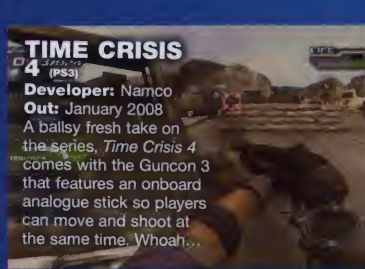 TIME CRISIS
4 (PS3)
Developer: Namco
Out: January 2008
A ballsy fresh take on
the series, Time Crisis 4
comes with the Guncon 3
that features an onboard
analogue stick so players
can move and shoot at
the same time. Whoah...
LIFE